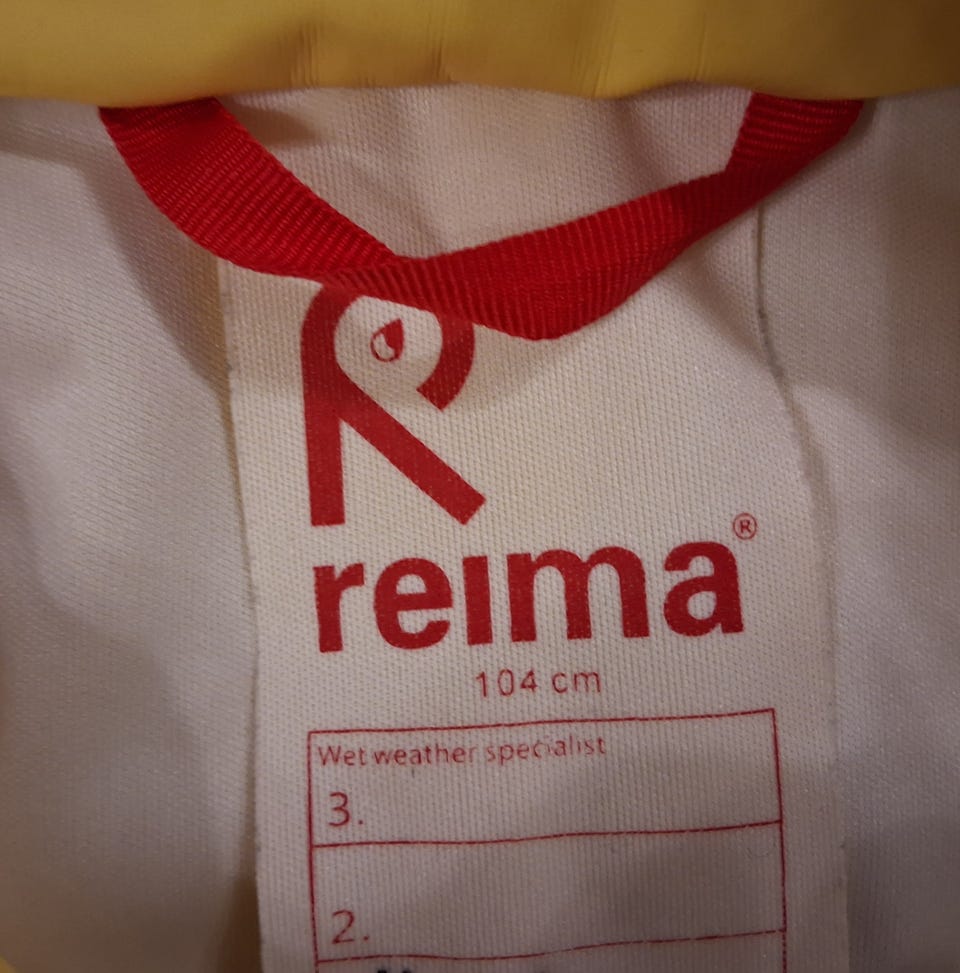 reima®
104 cm
Wet weather specialist
3.
2.